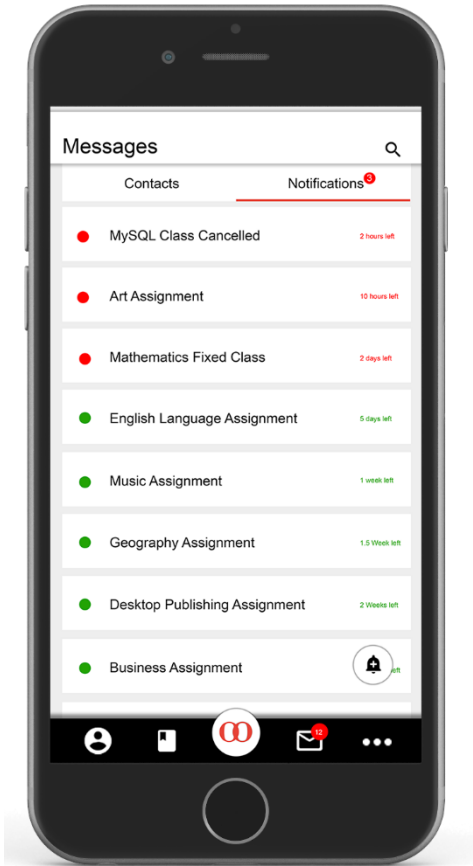 Messages
Contacts
Notifications 3
MySQL Class Cancelled 2 hours left
Art Assignment 10 hours left
Mathematics Fixed Class 2 days left
English Language Assignment 5 days left
Music Assignment 1 week left
Geography Assignment 1.5 Week left
Desktop Publishing Assignment 2 Weeks left
Business Assignment left
12